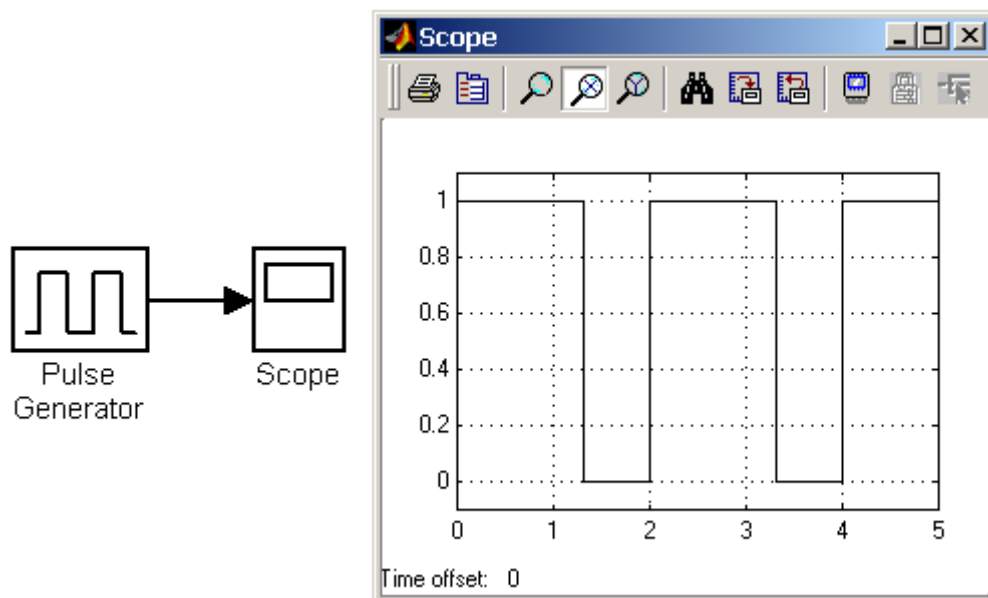 Scope
1
0.8
0.6
0.4
0.2
0
0 1 2 3 4 5
Time offset: 0
Pulse
Generator
Scope